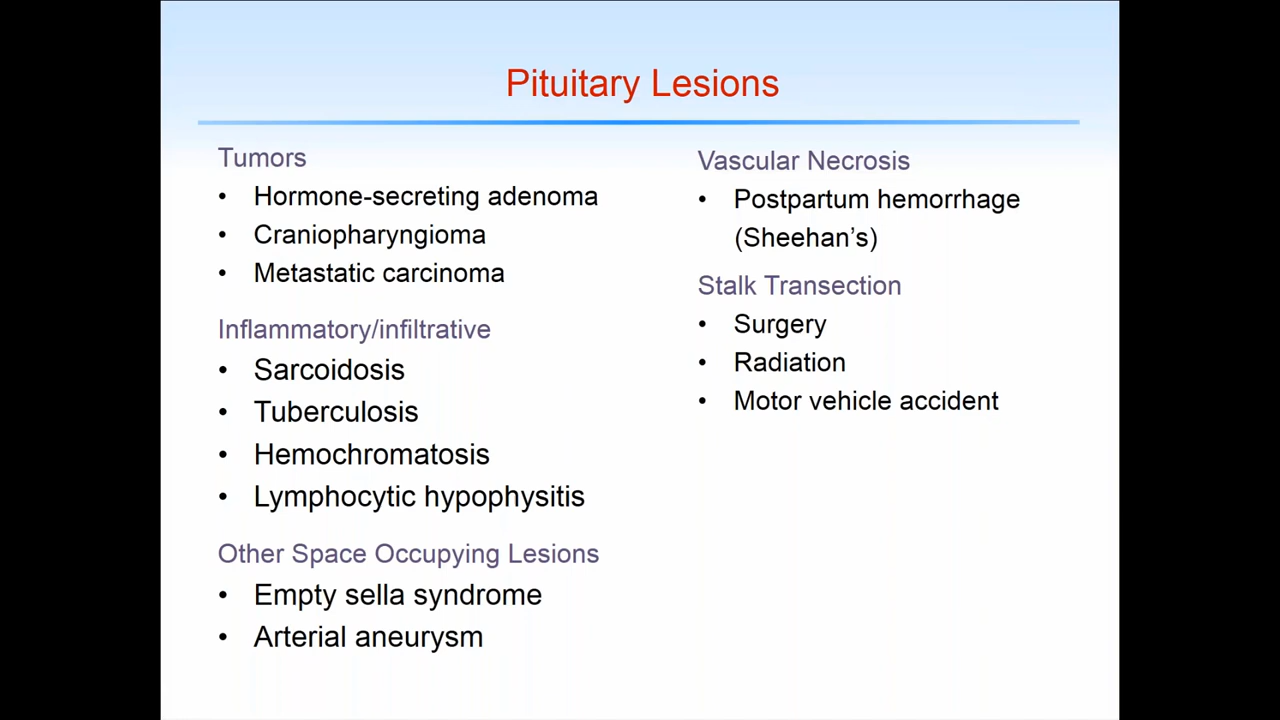 Pituitary Lesions
Tumors
• Hormone-secreting adenoma
• Craniopharyngioma
• Metastatic carcinoma
Inflammatory/infiltrative
• Sarcoidosis
• Tuberculosis
• Hemochromatosis
• Lymphocytic hypophysitis
Other Space Occupying Lesions
• Empty sella syndrome
• Arterial aneurysm
Vascular Necrosis
• Postpartum hemorrhage
(Sheehan’s)
Stalk Transection
• Surgery
• Radiation
• Motor vehicle accident